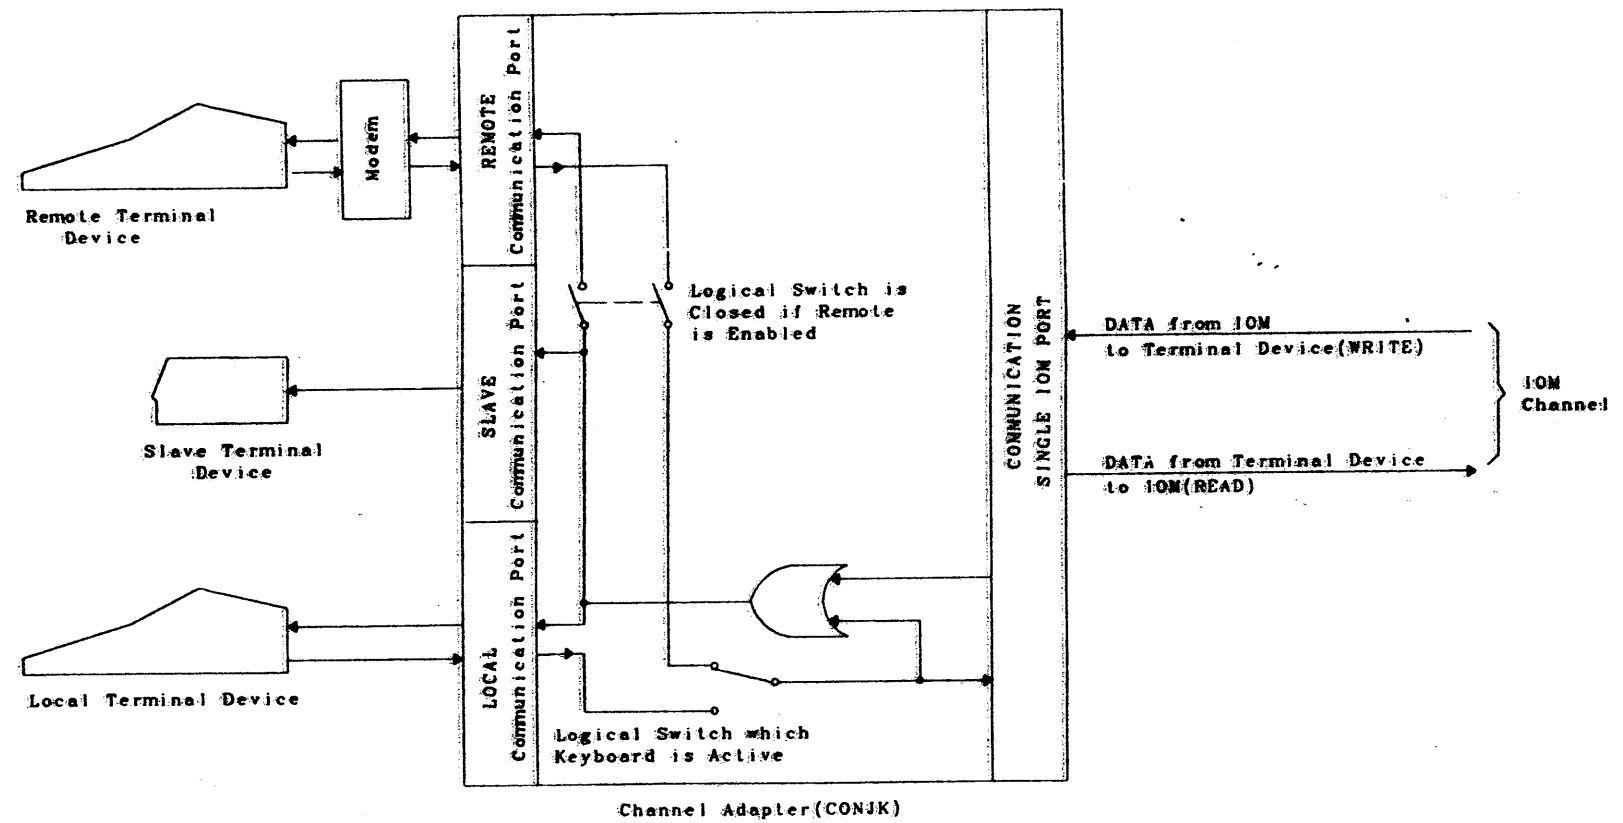 REMOTE
Communication Port
Modem
Remote Terminal
Device
Logical Switch is
Closed if Remote
is Enabled
SLAVE
Communication Port
COMMUNICATION
SINGLE IOM PORT
DATA from IOM
to Terminal Device(WRITE)
IOM
Channel
Slave Terminal
Device
DATA from Terminal Device
to IOM(READ)
LOCAL
Communication Port
Local Terminal Device
Logical Switch which
Keyboard is Active
Channel Adapter(CONJK)